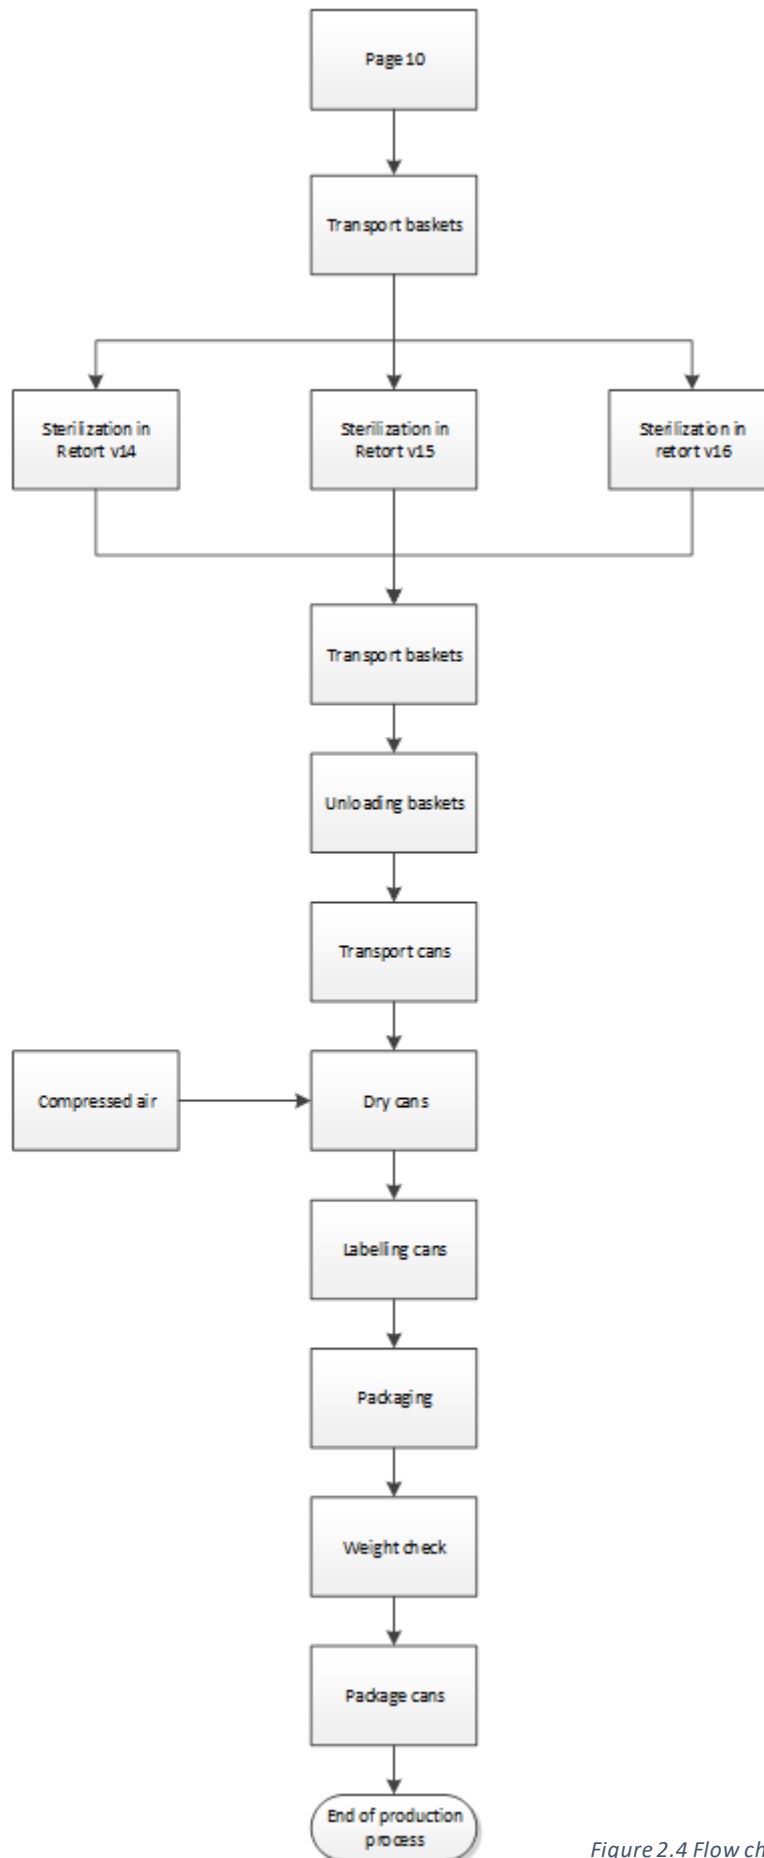 Page 10
Transport baskets
Sterilization in
Retort v14
Sterilization in
Retort v15
Sterilization in
retort v16
Transport baskets
Unloading baskets
Transport cans
Compressed air
Dry cans
Labelling cans
Packaging
Weight check
Package cans
End of production
process
Figure 2.4 Flow ch